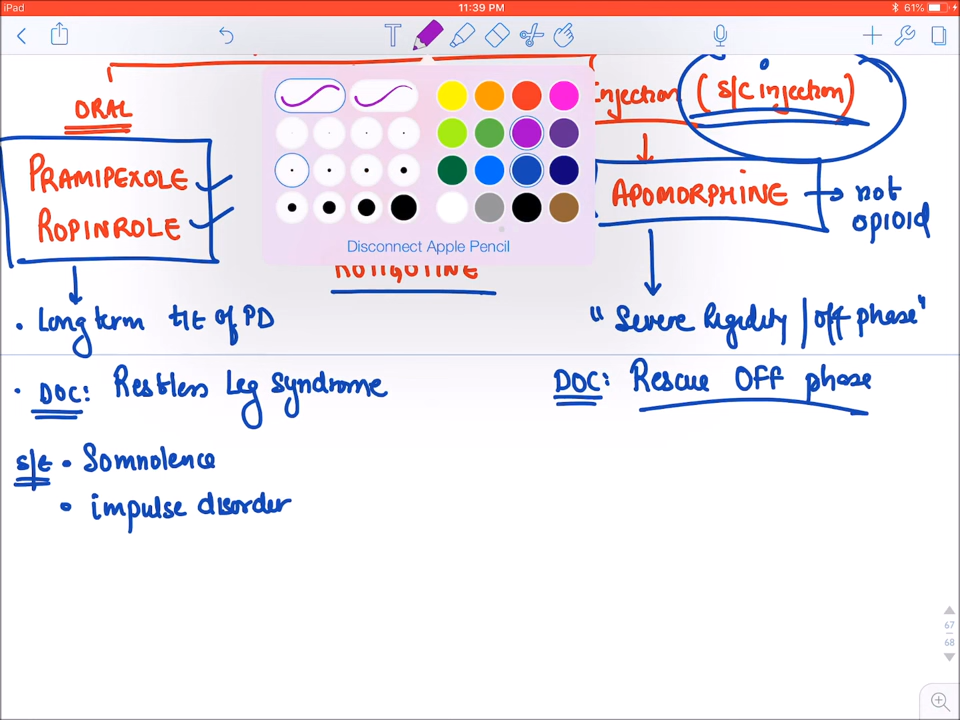 iPad 11:39 PM 61%
T
injection (s/c injection)
ORAL
PRAMIPEXOLE
ROPINROLE
APOMORPHINE → not opioid
Disconnect Apple Pencil
ROTIGOTINE
• Long term ttt of PD
"Severe Rigidity / Off phase"
• DOC: Restless Leg Syndrome
DOC: Rescue OFF phase
s/e • Somnolence
• impulse disorder
67
68